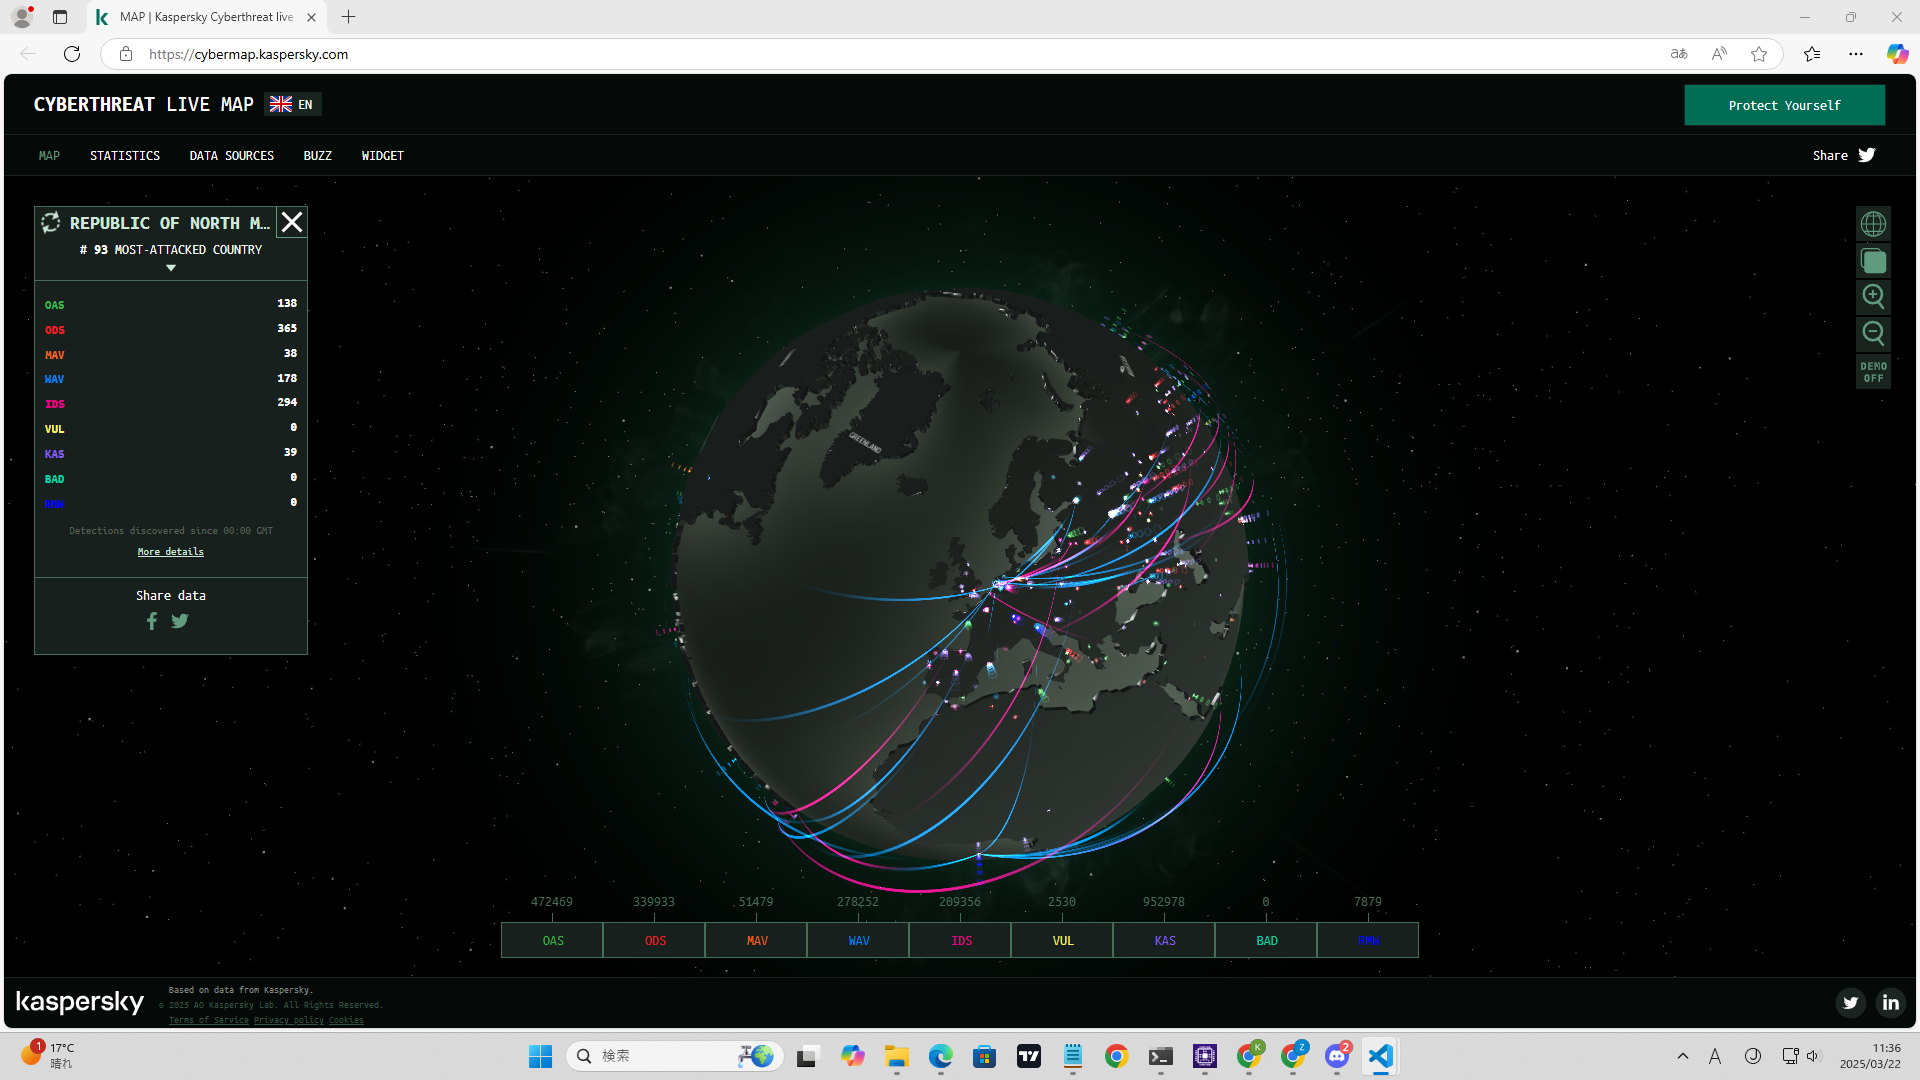 MAP | Kaspersky Cyberthreat live
https://cybermap.kaspersky.com
CYBERTHREAT LIVE MAP EN
Protect Yourself
MAP STATISTICS DATA SOURCES BUZZ WIDGET
Share
REPUBLIC OF NORTH M…
# 93 MOST-ATTACKED COUNTRY
OAS 138
ODS 365
MAV 38
WAV 178
IDS 294
VUL 0
KAS 39
BAD 0
RMW 0
Detections discovered since 00:00 GMT
More details
Share data
DEMO
OFF
GREENLAND
472469 339933 51479 278252 209356 2530 952978 0 7879
OAS ODS MAV WAV IDS VUL KAS BAD RMW
kaspersky
Based on data from Kaspersky.
© 2025 AO Kaspersky Lab. All Rights Reserved.
Terms of Service Privacy policy Cookies
1
17°C
晴れ
検索
K
Z
2
A
11:36
2025/03/22